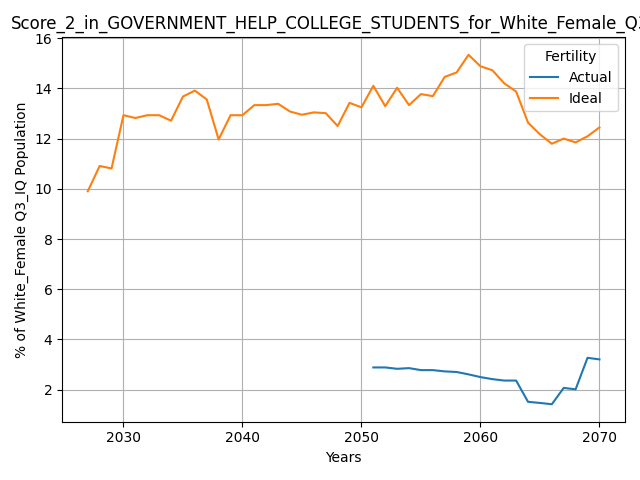 Score_2_in_GOVERNMENT_HELP_COLLEGE_STUDENTS_for_White_Female_Q3
16
14
12
10
8
6
4
2
% of White_Female Q3_IQ Population
Fertility
Actual
Ideal
2030 2040 2050 2060 2070
Years